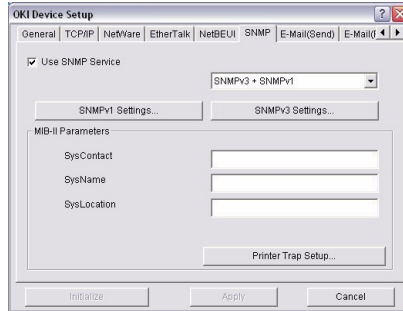 OKI Device Setup
General TCP/IP NetWare EtherTalk NetBEUI SNMP E-Mail(Send)
Use SNMP Service
SNMPv3 + SNMPv1
SNMPv1 Settings... SNMPv3 Settings...
MIB-II Parameters
SysContact
SysName
SysLocation
Printer Trap Setup...
Initialize Apply Cancel